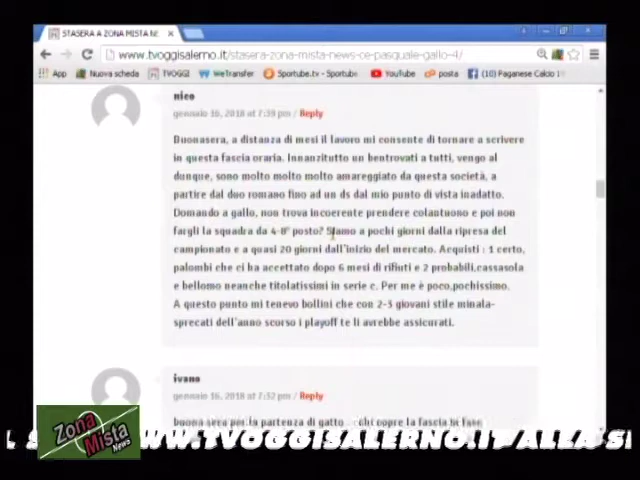 STASERA A ZONA MISTA NE
www.tvoggisalerno.it/stasera-zona-mista-news-ce-pasquale-gallo-4/
App Nuova scheda TVOGGI WeTransfer Sportube.tv - Sportub YouTube posta (10) Paganese Calcio 1
nico
gennaio 16, 2018 at 7:39 pm / Reply
Buonasera, a distanza di mesi il lavoro mi consente di tornare a scrivere
in questa fascia oraria. Innanzitutto un bentrovati a tutti, vengo al
dunque, sono molto molto molto amareggiato da questa società, a
partire dal duo romano fino ad un ds dal mio punto di vista inadatto.
Domando a gallo, non trova incoerente prendere colantuono e poi non
fargli la squadra da 4-8° posto? Siamo a pochi giorni dalla ripresa del
campionato e a quasi 20 giorni dall'inizio del mercato. Acquisti : 1 certo,
palombi che ci ha accettato dopo 6 mesi di rifiuti e 2 probabili,cassasola
e bellomo neanche titolatissimi in serie c. Per me è poco,pochissimo.
A questo punto mi tenevo bollini che con 2-3 giovani stile minala-
sprecati dell'anno scorso i playoff te li avrebbe assicurati.
ivano
gennaio 16, 2018 at 7:32 pm / Reply
buona sera per la partenza di gatto
Zona Mista News
WWW.TVOGGISALERNO.IT/ALLA SE